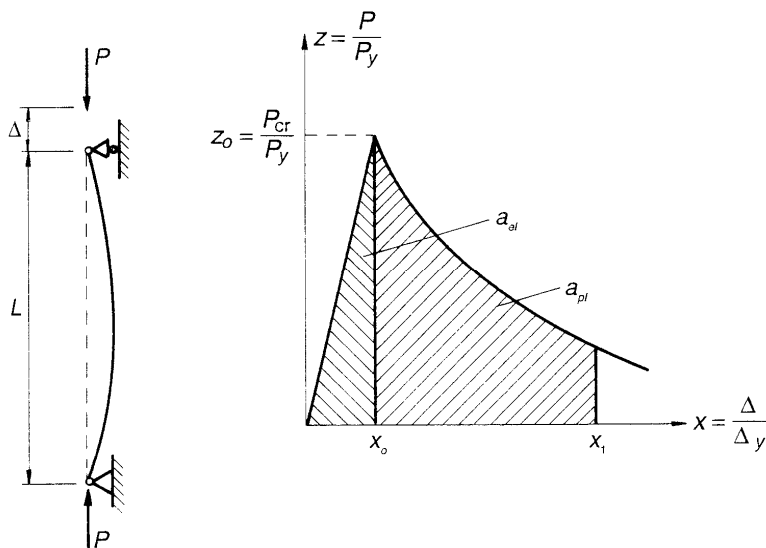 P
Δ
L
P
z = P / P_y
z_o = P_cr / P_y
a_el
a_pl
x_o
x_1
x = Δ / Δ_y